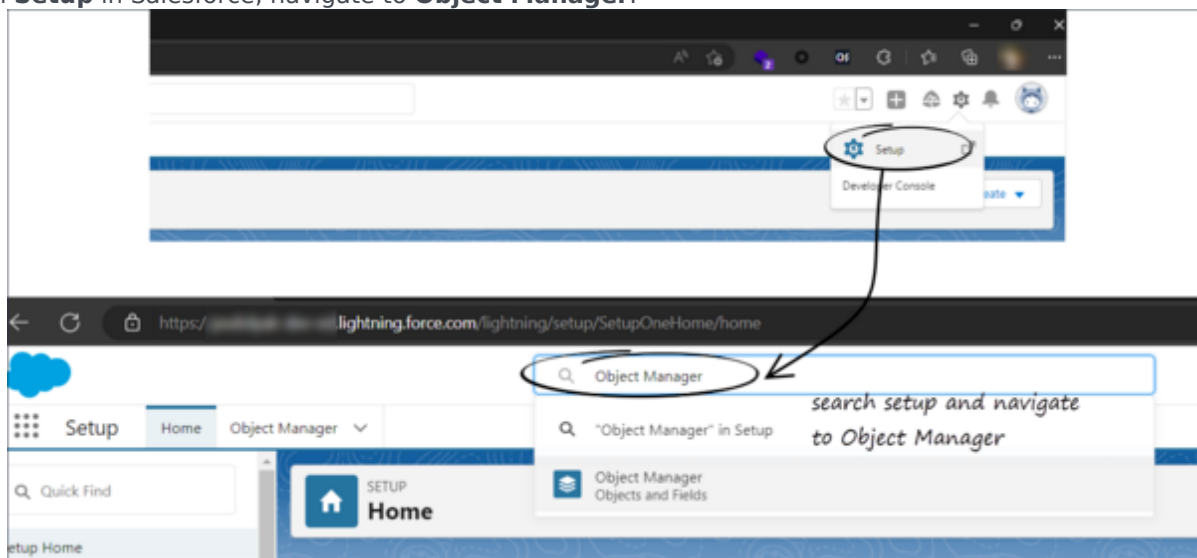 Setup in Salesforce, navigate to Object Manager.
Setup
Developer Console
https:/ lightning.force.com/lightning/setup/SetupOneHome/home
Object Manager
search setup and navigate
to Object Manager
Setup Home Object Manager
"Object Manager" in Setup
Object Manager
Objects and Fields
Quick Find
SETUP
Home
etup Home